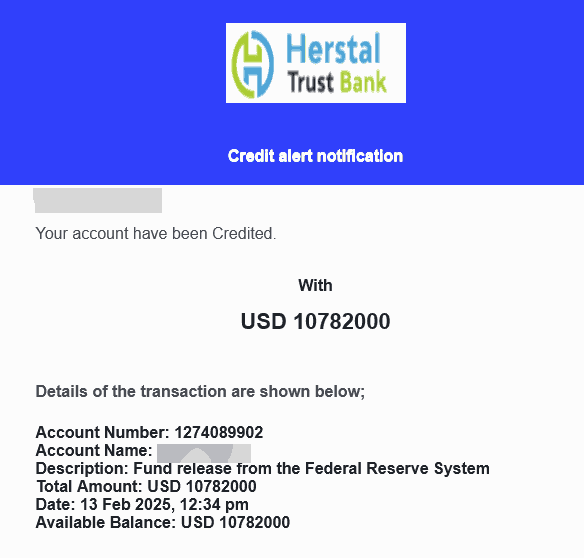 Herstal
Trust Bank
Credit alert notification
Your account have been Credited.
With
USD 10782000
Details of the transaction are shown below;
Account Number: 1274089902
Account Name:
Description: Fund release from the Federal Reserve System
Total Amount: USD 10782000
Date: 13 Feb 2025, 12:34 pm
Available Balance: USD 10782000